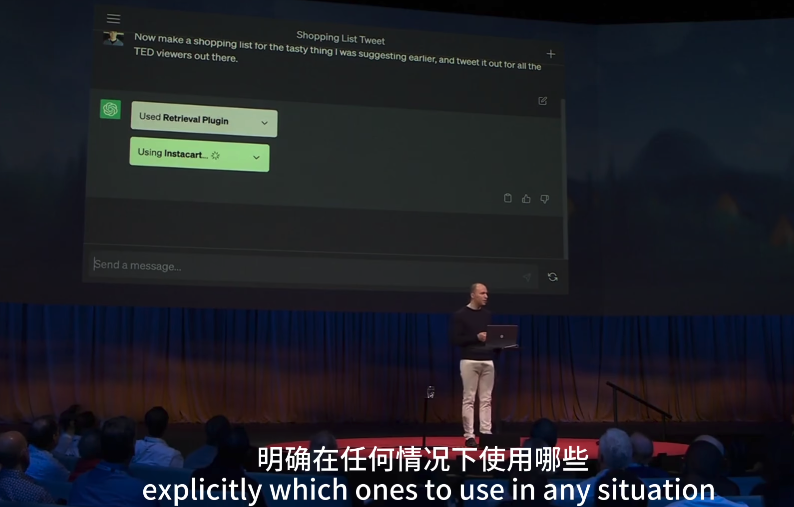 Shopping List Tweet
Now make a shopping list for the tasty thing I was suggesting earlier, and tweet it out for all the
TED viewers out there.
Used Retrieval Plugin
Using Instacart...
Send a message...
明确在任何情况下使用哪些
explicitly which ones to use in any situation